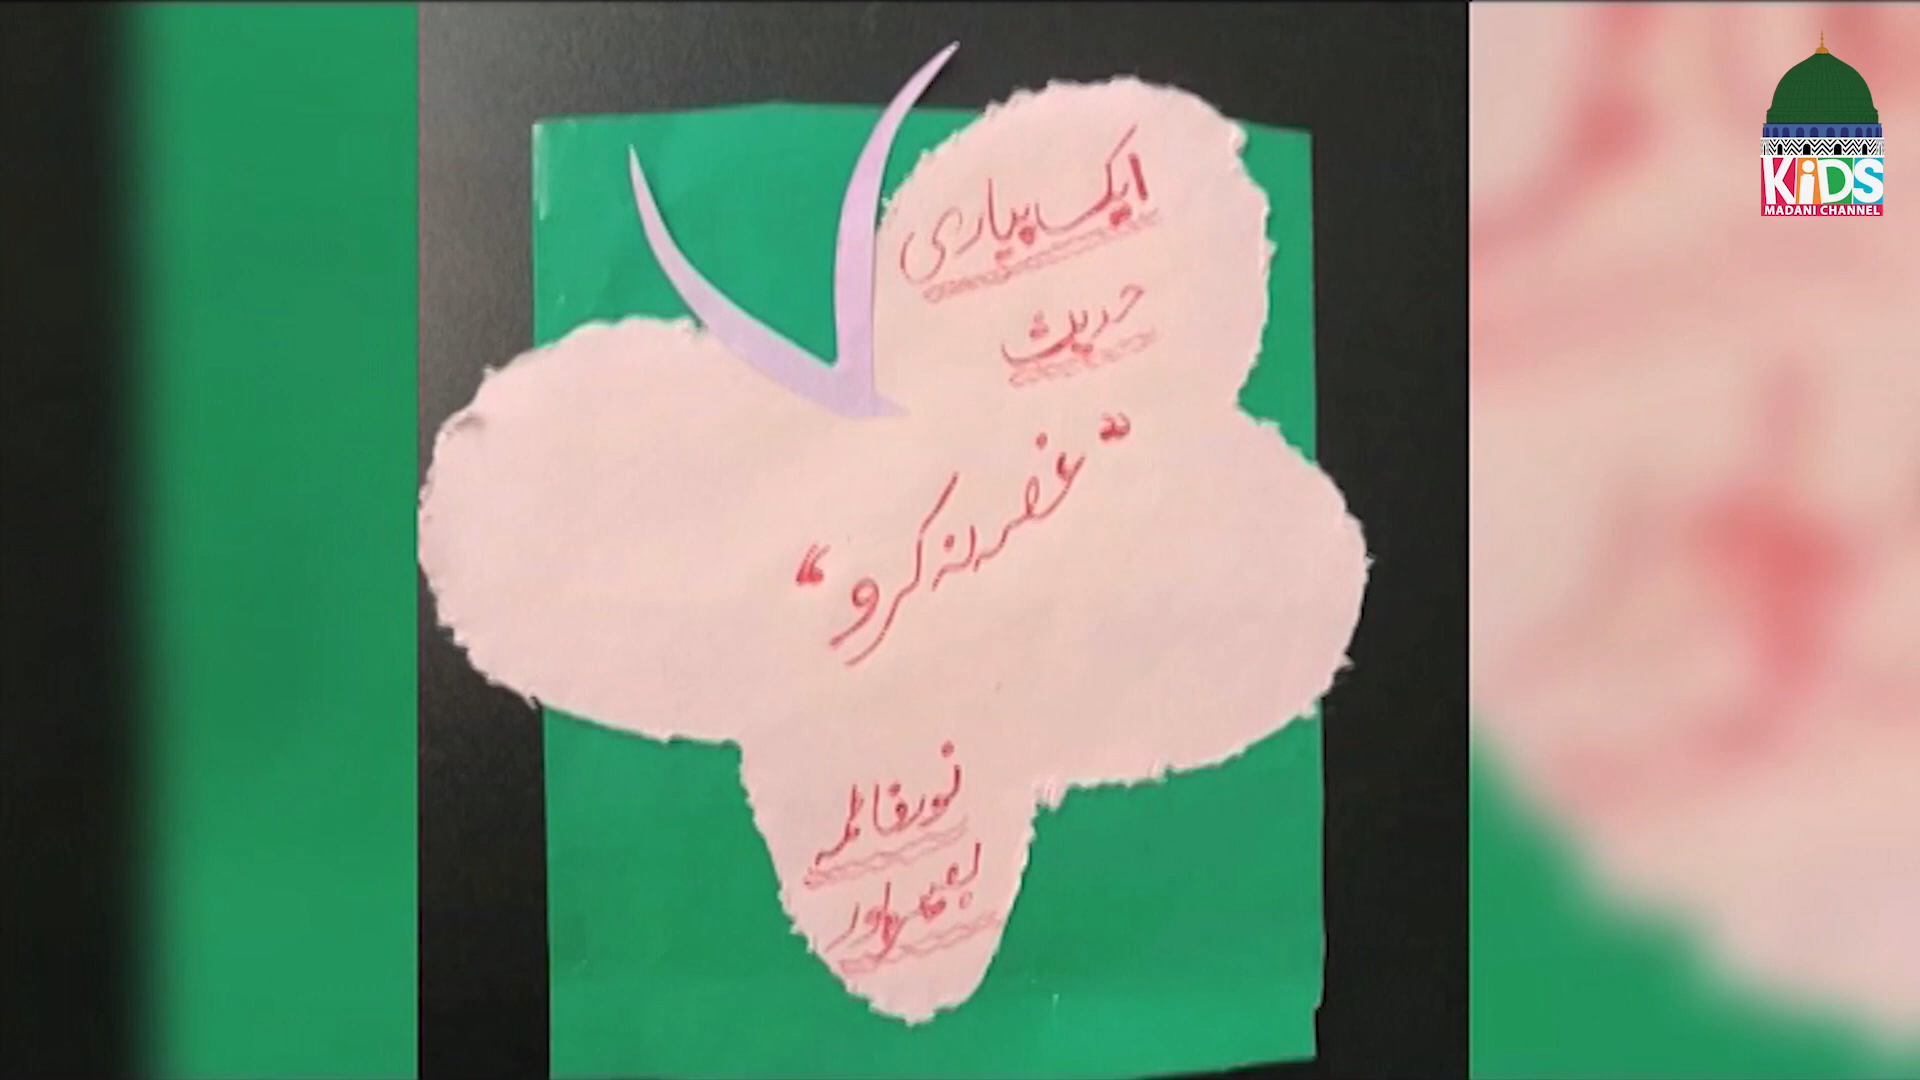 ایک پیاری
حدیث
”غصہ نہ کرو“
نور فاطمہ
KiDS
MADANI CHANNEL